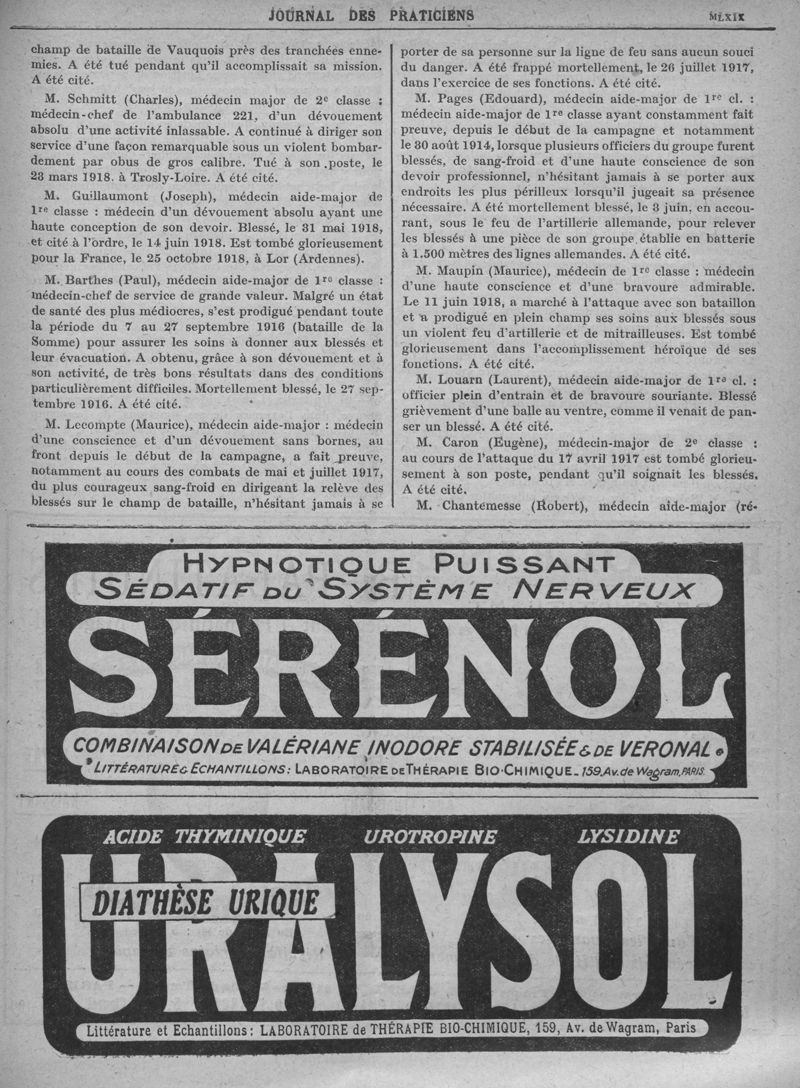 JOURNAL DES PRATICIENS
MLXIX
champ de bataille de Vauquois près des tranchées enne-
mies. A été tué pendant qu'il accomplissait sa mission.
A été cité.
M. Schmitt (Charles), médecin major de 2e classe :
médecin-chef de l'ambulance 221, d'un dévouement
absolu d'une activité inlassable. A continué à diriger son
service d'une façon remarquable sous un violent bombar-
dement par obus de gros calibre. Tué à son poste, le
23 mars 1918. à Trosly-Loire. A été cité.
M. Guillaumont (Joseph), médecin aide-major de
1re classe : médecin d'un dévouement absolu ayant une
haute conception de son devoir. Blessé, le 31 mai 1918,
et cité à l'ordre, le 14 juin 1918. Est tombé glorieusement
pour la France, le 25 octobre 1918, à Lor (Ardennes).
M. Barthes (Paul), médecin aide-major de 1re classe :
médecin-chef de service de grande valeur. Malgré un état
de santé des plus médiocres, s'est prodigué pendant toute
la période du 7 au 27 septembre 1916 (bataille de la
Somme) pour assurer les soins à donner aux blessés et
leur évacuation. A obtenu, grâce à son dévouement et à
son activité, de très bons résultats dans des conditions
particulièrement difficiles. Mortellement blessé, le 27 sep-
tembre 1916. A été cité.
M. Lecompte (Maurice), médecin aide-major : médecin
d'une conscience et d'un dévouement sans bornes, au
front depuis le début de la campagne, a fait preuve,
notamment au cours des combats de mai et juillet 1917,
du plus courageux sang-froid en dirigeant la relève des
blessés sur le champ de bataille, n'hésitant jamais à se
porter de sa personne sur la ligne de feu sans aucun souci
du danger. A été frappé mortellement, le 26 juillet 1917,
dans l'exercice de ses fonctions. A été cité.
M. Pages (Edouard), médecin aide-major de 1re cl. :
médecin aide-major de 1re classe ayant constamment fait
preuve, depuis le début de la campagne et notamment
le 30 août 1914, lorsque plusieurs officiers du groupe furent
blessés, de sang-froid et d'une haute conscience de son
devoir professionnel, n'hésitant jamais à se porter aux
endroits les plus périlleux lorsqu'il jugeait sa présence
nécessaire. A été mortellement blessé, le 3 juin, en accou-
rant, sous le feu de l'artillerie allemande, pour relever
les blessés à une pièce de son groupe établie en batterie
à 1.500 mètres des lignes allemandes. A été cité.
M. Maupin (Maurice), médecin de 1re classe : médecin
d'une haute conscience et d'une bravoure admirable.
Le 11 juin 1918, a marché à l'attaque avec son bataillon
et a prodigué en plein champ ses soins aux blessés sous
un violent feu d'artillerie et de mitrailleuses. Est tombé
glorieusement dans l'accomplissement héroïque de ses
fonctions. A été cité.
M. Louarn (Laurent), médecin aide-major de 1re cl. :
officier plein d'entrain et de bravoure souriante. Blessé
grièvement d'une balle au ventre, comme il venait de pan-
ser un blessé. A été cité.
M. Caron (Eugène), médecin-major de 2e classe :
au cours de l'attaque du 17 avril 1917 est tombé glorieu-
sement à son poste, pendant qu'il soignait les blessés.
A été cité.
M. Chantemesse (Robert), médecin aide-major (ré-
HYPNOTIQUE PUISSANT
SÉDATIF DU SYSTÈME NERVEUX
SÉRÉNOL
COMBINAISON DE VALÉRIANE INODORE STABILISÉE & DE VERONAL
LITTÉRATURE & ECHANTILLONS: LABORATOIRE DE THÉRAPIE BIO-CHIMIQUE_159, Av. de Wagram, PARIS.
ACIDE THYMINIQUE UROTROPINE LYSIDINE
URALYSOL
DIATHÈSE URIQUE
Littérature et Echantillons: LABORATOIRE de THÉRAPIE BIO-CHIMIQUE, 159, Av. de Wagram, Paris